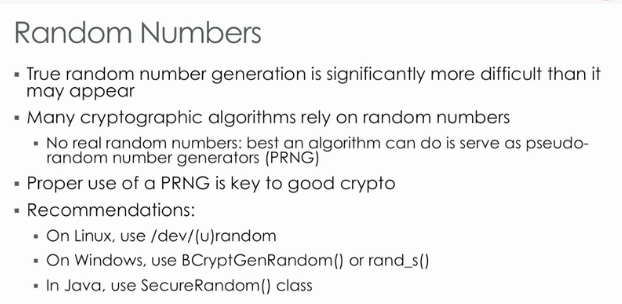 Random Numbers
▪ True random number generation is significantly more difficult than it
may appear
▪ Many cryptographic algorithms rely on random numbers
▪ No real random numbers: best an algorithm can do is serve as pseudo-
random number generators (PRNG)
▪ Proper use of a PRNG is key to good crypto
▪ Recommendations:
▪ On Linux, use /dev/(u)random
▪ On Windows, use BCryptGenRandom() or rand_s()
▪ In Java, use SecureRandom() class